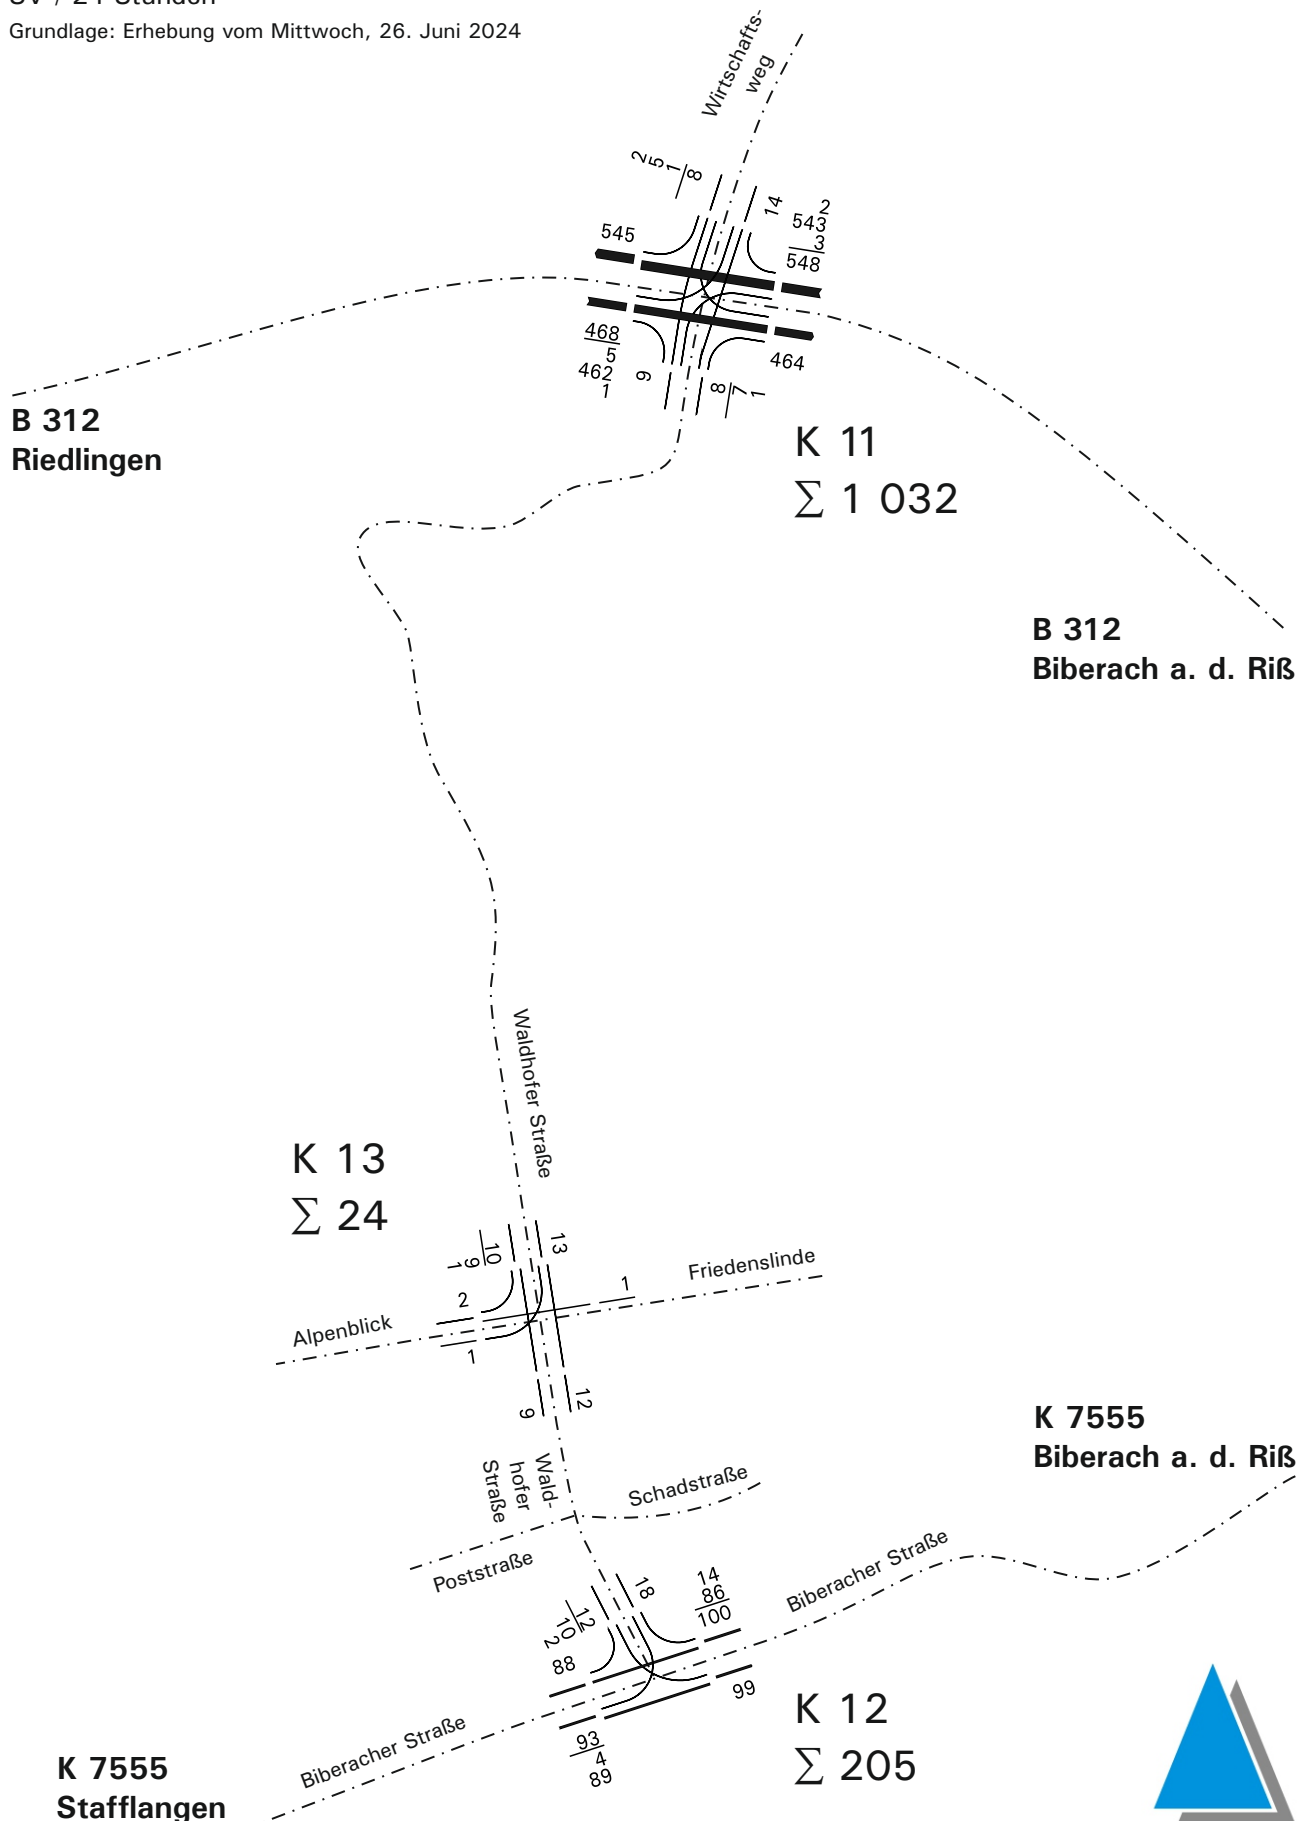 Grundlage: Erhebung vom Mittwoch, 26. Juni 2024
Wirtschafts-
weg
2
5
1
8
14
2
543
3
548
545
468
5
462
1
9
8
7
1
464
B 312
Riedlingen
K 11
∑ 1 032
B 312
Biberach a. d. Riß
Waldhofer Straße
K 13
∑ 24
1
9
10
13
2
1
Friedenslinde
Alpenblick
1
9
12
K 7555
Biberach a. d. Riß
Wald-
hofer
Straße
Schadstraße
Poststraße
Biberacher Straße
18
14
86
100
2
10
12
88
99
93
4
89
K 12
∑ 205
Biberacher Straße
K 7555
Stafflangen